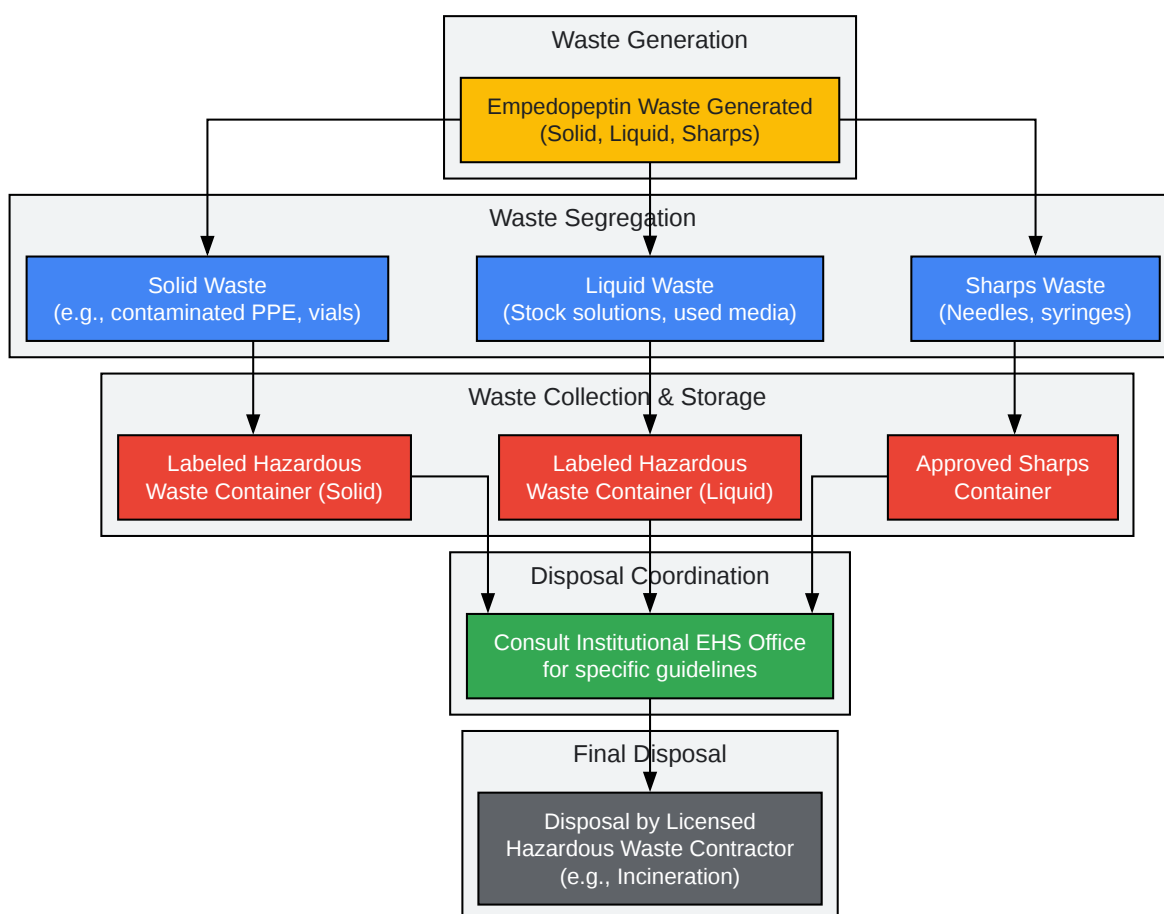 Waste Generation
Empedopeptin Waste Generated
(Solid, Liquid, Sharps)
Waste Segregation
Solid Waste
(e.g., contaminated PPE, vials)
Liquid Waste
(Stock solutions, used media)
Sharps Waste
(Needles, syringes)
Waste Collection & Storage
Labeled Hazardous
Waste Container (Solid)
Labeled Hazardous
Waste Container (Liquid)
Approved Sharps
Container
Disposal Coordination
Consult Institutional EHS Office
for specific guidelines
Final Disposal
Disposal by Licensed
Hazardous Waste Contractor
(e.g., Incineration)